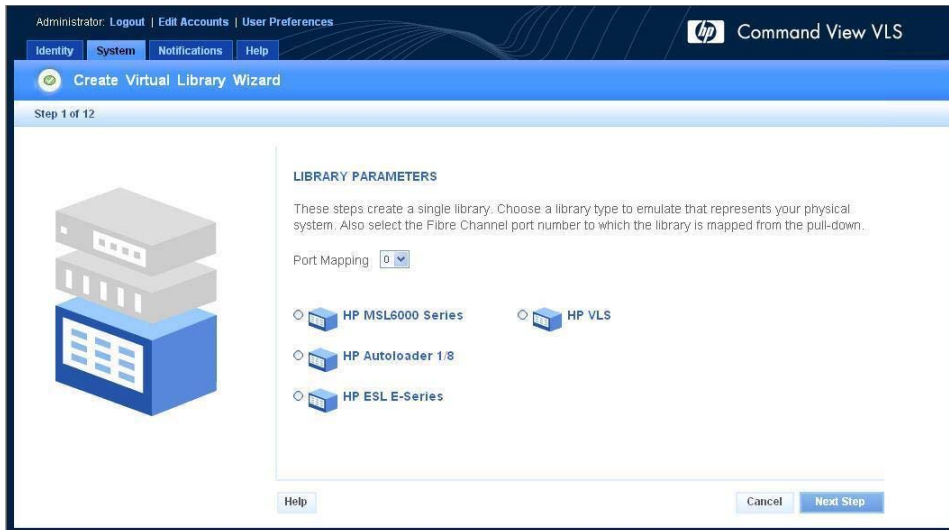 Administrator: Logout | Edit Accounts | User Preferences
hp Command View VLS
Identity System Notifications Help
Create Virtual Library Wizard
Step 1 of 12
LIBRARY PARAMETERS
These steps create a single library. Choose a library type to emulate that represents your physical
system. Also select the Fibre Channel port number to which the library is mapped from the pull-down.
Port Mapping 0
HP MSL6000 Series HP VLS
HP Autoloader 1/8
HP ESL E-Series
Help Cancel Next Step